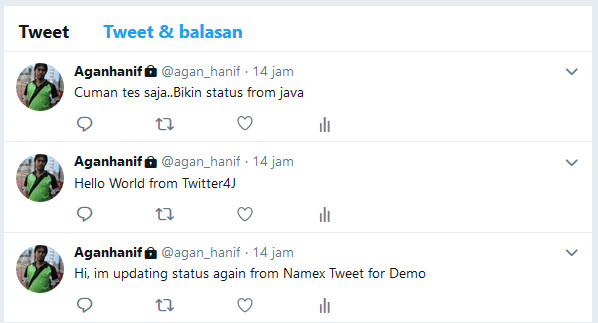 Tweet Tweet & balasan
Aganhanif @agan_hanif · 14 jam
Cuman tes saja..Bikin status from java
Aganhanif @agan_hanif · 14 jam
Hello World from Twitter4J
Aganhanif @agan_hanif · 14 jam
Hi, im updating status again from Namex Tweet for Demo